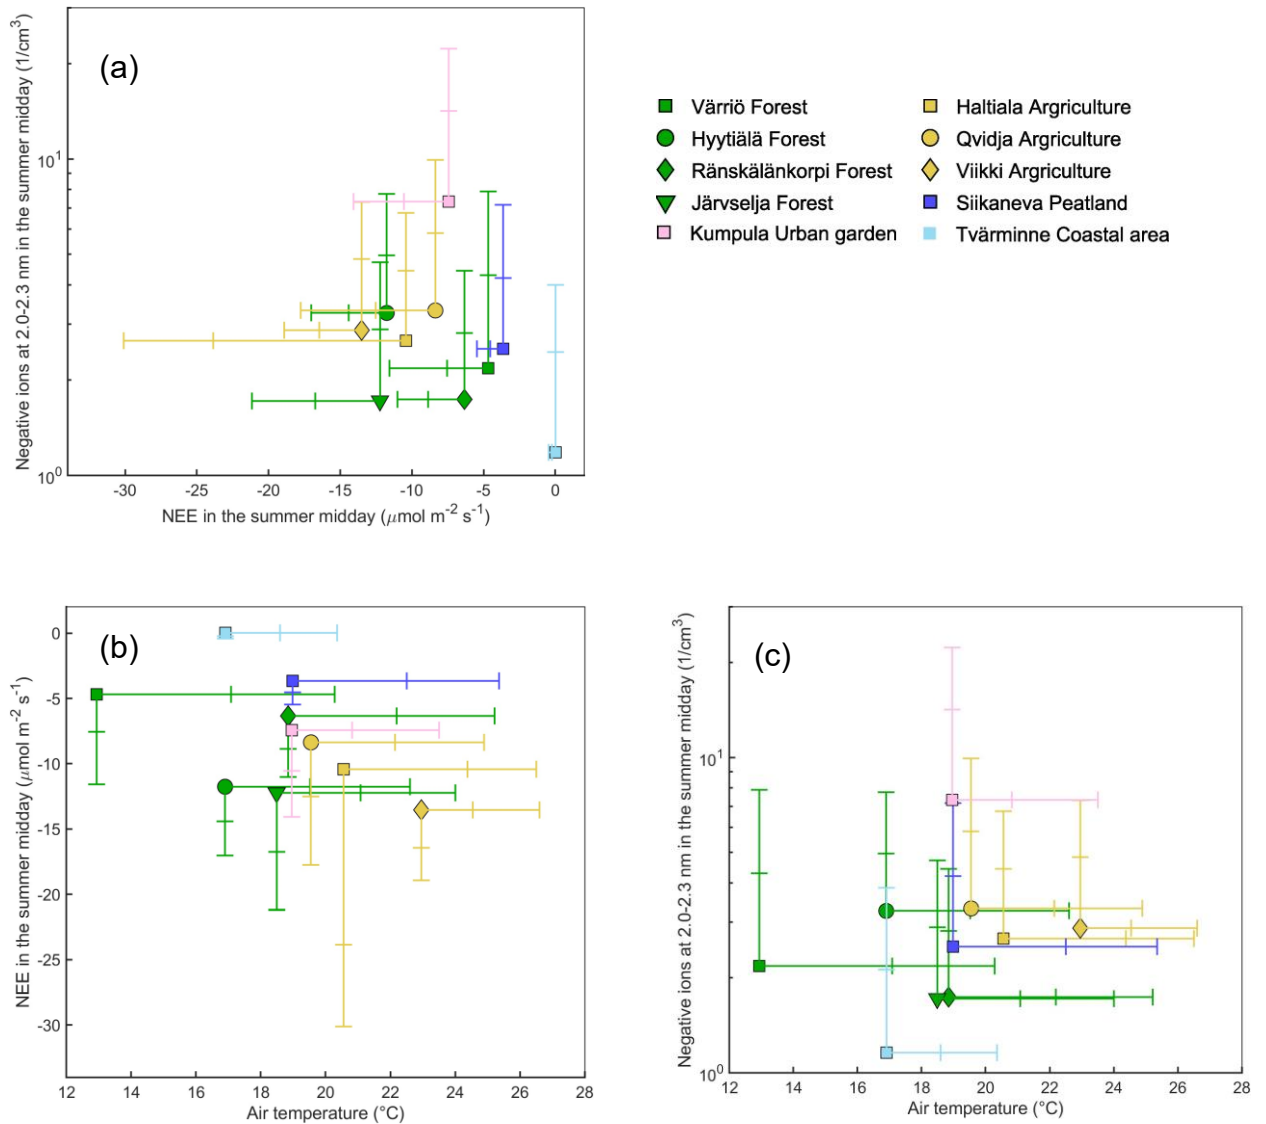 (a)
Negative ions at 2.0-2.3 nm in the summer midday (1/cm³)
10¹
10⁰
-30 -25 -20 -15 -10 -5 0
NEE in the summer midday (μmol m⁻² s⁻¹)
Värriö Forest
Hyytiälä Forest
Ränskälänkorpi Forest
Järvselja Forest
Kumpula Urban garden
Haltiala Argriculture
Qvidja Argriculture
Viikki Argriculture
Siikaneva Peatland
Tvärminne Coastal area
(b)
NEE in the summer midday (μmol m⁻² s⁻¹)
0
-5
-10
-15
-20
-25
-30
12 14 16 18 20 22 24 26 28
Air temperature (°C)
(c)
Negative ions at 2.0-2.3 nm in the summer midday (1/cm³)
10¹
10⁰
12 14 16 18 20 22 24 26 28
Air temperature (°C)